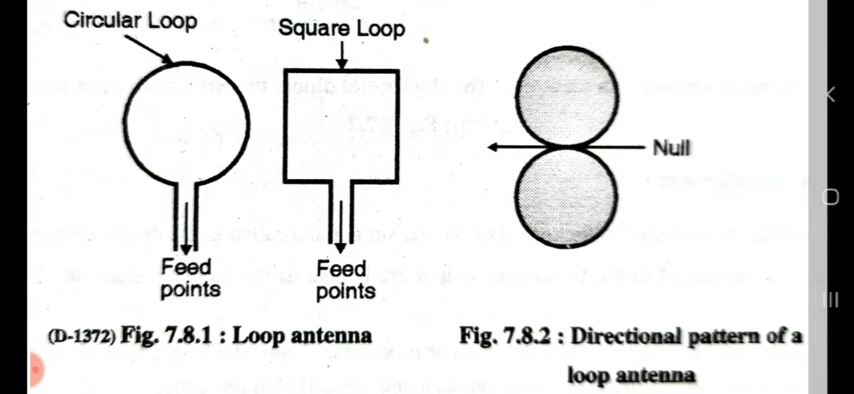 Circular Loop
Square Loop
Null
Feed
points
Feed
points
(D-1372) Fig. 7.8.1 : Loop antenna
Fig. 7.8.2 : Directional pattern of a
loop antenna